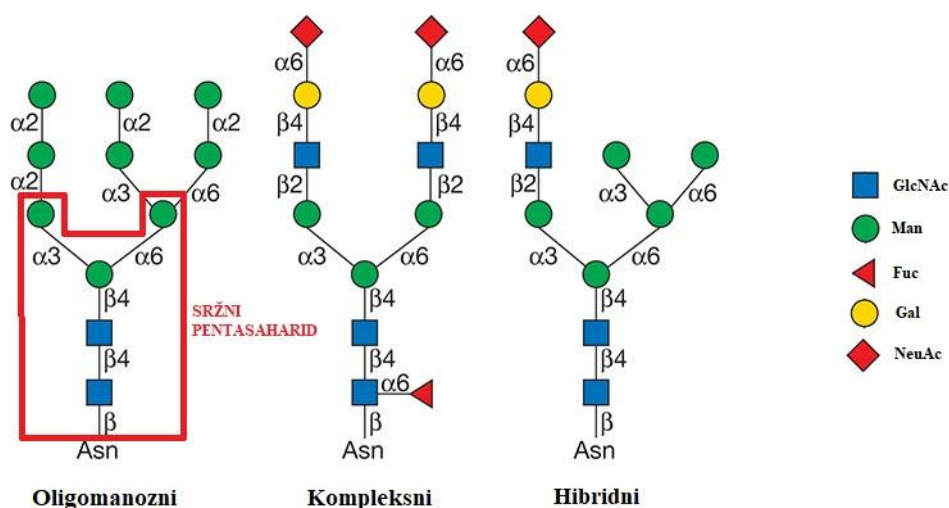 α6 α6 α6
α2 α2 α2 β4 β4 β4
α2 α3 α6 β2 β2 β2 α3 α6
α3 α6 α3 α6 α3 α6
β4 β4 β4
SRŽNI
PENTASAHARID
β4 β4 β4
α6
β β β
Asn Asn Asn
Oligomanozni Kompleksni Hibridni
GlcNAc
Man
Fuc
Gal
NeuAc